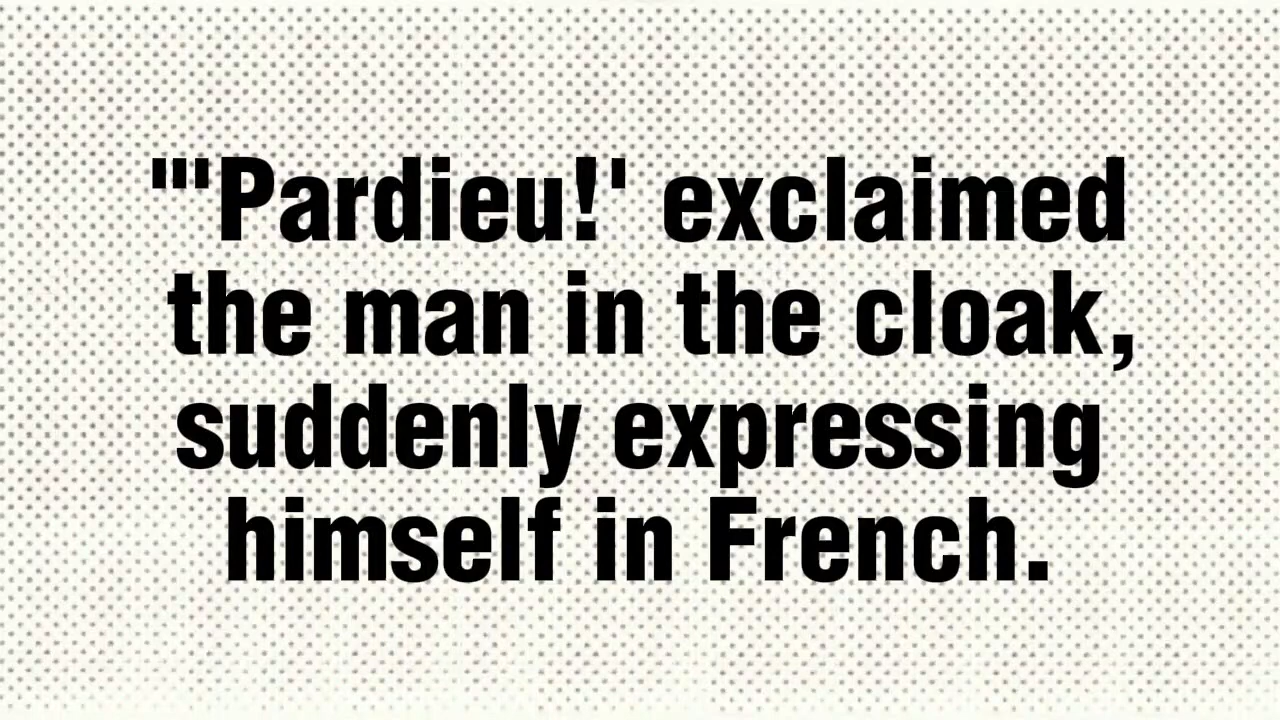 "'Pardieu!' exclaimed
the man in the cloak,
suddenly expressing
himself in French.